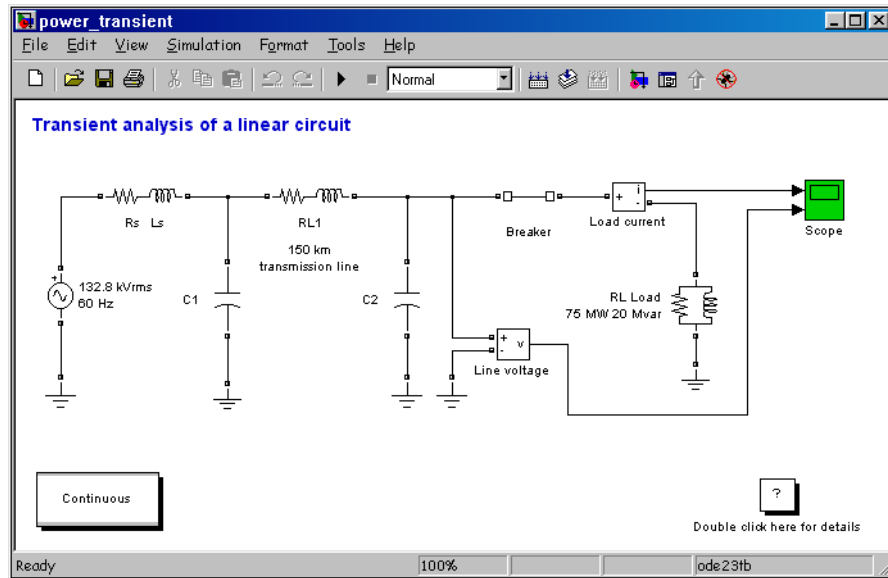 power_transient
File Edit View Simulation Format Tools Help
Normal
Transient analysis of a linear circuit
Rs Ls
RL1
150 km
transmission line
Breaker
i
+
-
Load current
Scope
+
132.8 kVrms
60 Hz
C1
C2
RL Load
75 MW 20 Mvar
+
-
v
Line voltage
Continuous
?
Double click here for details
Ready
100%
ode23tb